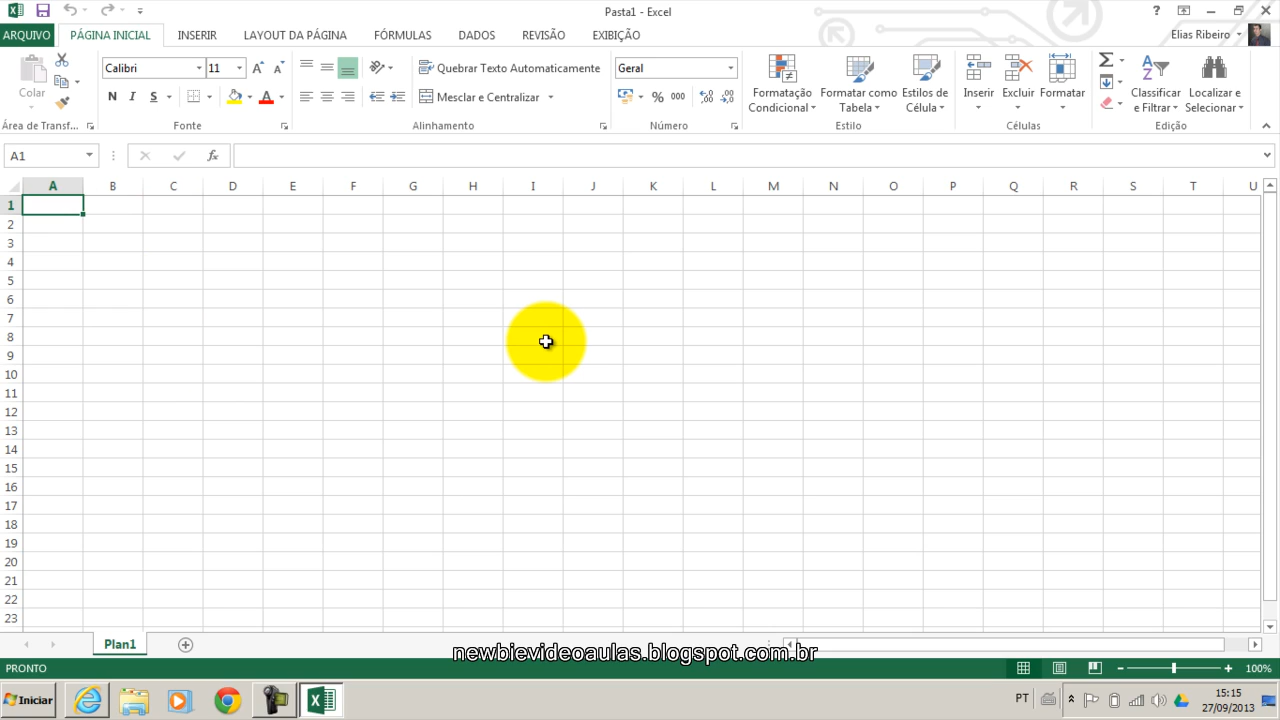 Pasta1 - Excel
?
ARQUIVO PÁGINA INICIAL INSERIR LAYOUT DA PÁGINA FÓRMULAS DADOS REVISÃO EXIBIÇÃO Elias Ribeiro
Colar
Calibri 11
N I S
Quebrar Texto Automaticamente
Mesclar e Centralizar
Geral
% 000
Formatação Condicional
Formatar como Tabela
Estilos de Célula
Inserir
Excluir
Formatar
Classificar e Filtrar
Localizar e Selecionar
Área de Transf... Fonte Alinhamento Número Estilo Células Edição
A1 fx
A B C D E F G H I J K L M N O P Q R S T U
1
2
3
4
5
6
7
8
9
10
11
12
13
14
15
16
17
18
19
20
21
22
23
Plan1
newbievideoaulas.blogspot.com.br
PRONTO 100%
Iniciar PT 15:15
27/09/2013